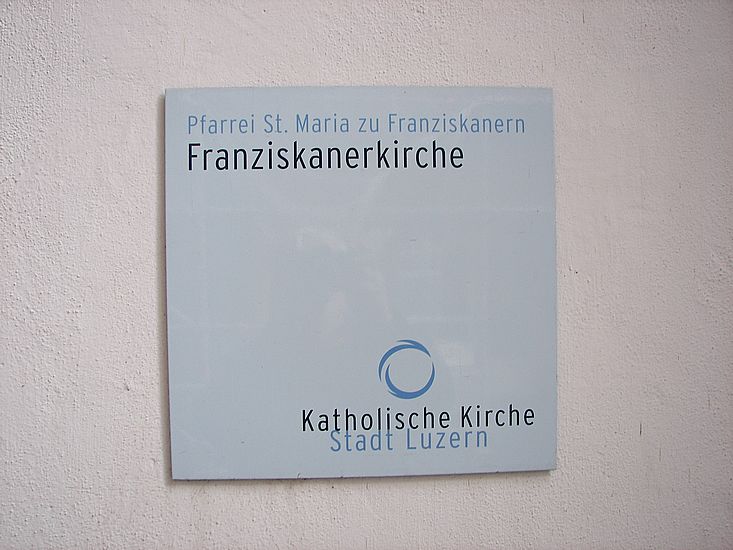 Pfarrei St. Maria zu Franziskanern
Franziskanerkirche
Katholische Kirche
Stadt Luzern